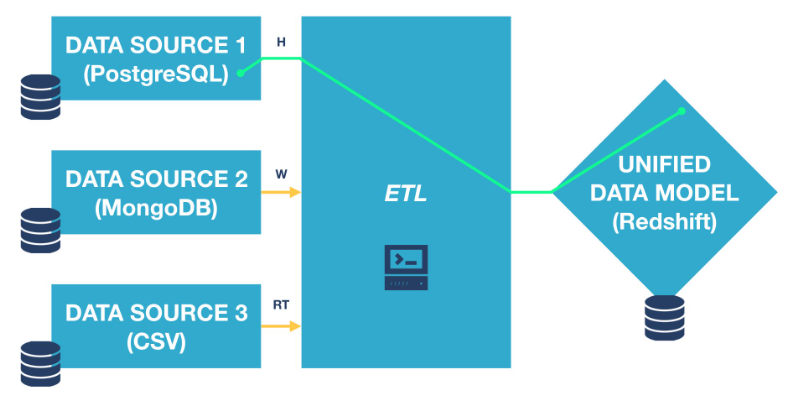 DATA SOURCE 1
(PostgreSQL)
H
DATA SOURCE 2
(MongoDB)
W
DATA SOURCE 3
(CSV)
RT
ETL
UNIFIED
DATA MODEL
(Redshift)